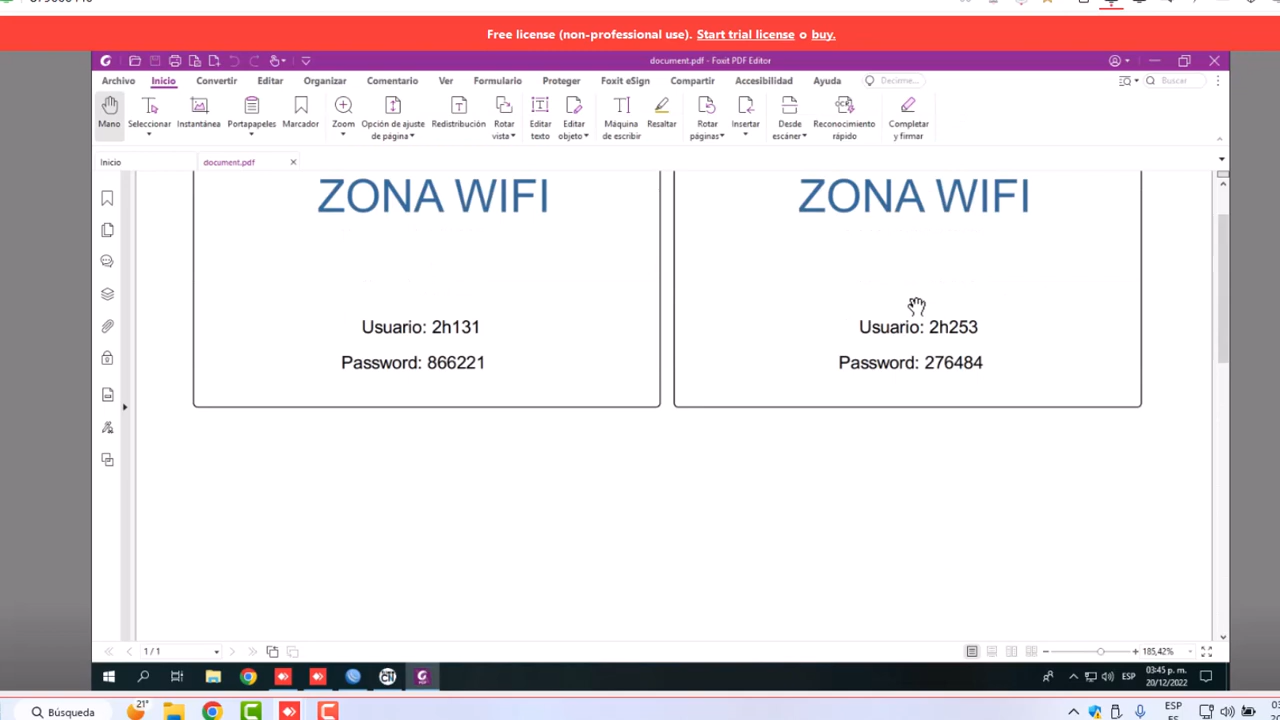 Free license (non-professional use). Start trial license o buy.
document.pdf - Foxit PDF Editor
Archivo Inicio Convertir Editar Organizar Comentario Ver Formulario Proteger Foxit eSign Compartir Accesibilidad Ayuda Decirme... Buscar
Mano Seleccionar Instantánea Portapapeles Marcador Zoom Opción de ajuste de página Redistribución Rotar vista Editar texto Editar objeto Máquina de escribir Resaltar Rotar páginas Insertar Desde escáner Reconocimiento rápido Completar y firmar
Inicio document.pdf
ZONA WIFI ZONA WIFI
Usuario: 2h131 Usuario: 2h253
Password: 866221 Password: 276484
1 / 1 185,42%
ESP 03:45 p. m.
20/12/2022
Búsqueda 21° ESP